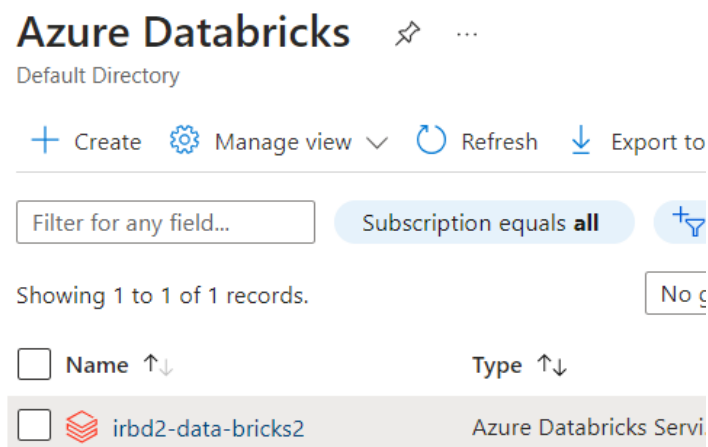 Azure Databricks ...
Default Directory
+ Create Manage view Refresh Export to
Filter for any field... Subscription equals all
Showing 1 to 1 of 1 records. No g
Name ↑↓ Type ↑↓
irbd2-data-bricks2 Azure Databricks Servi